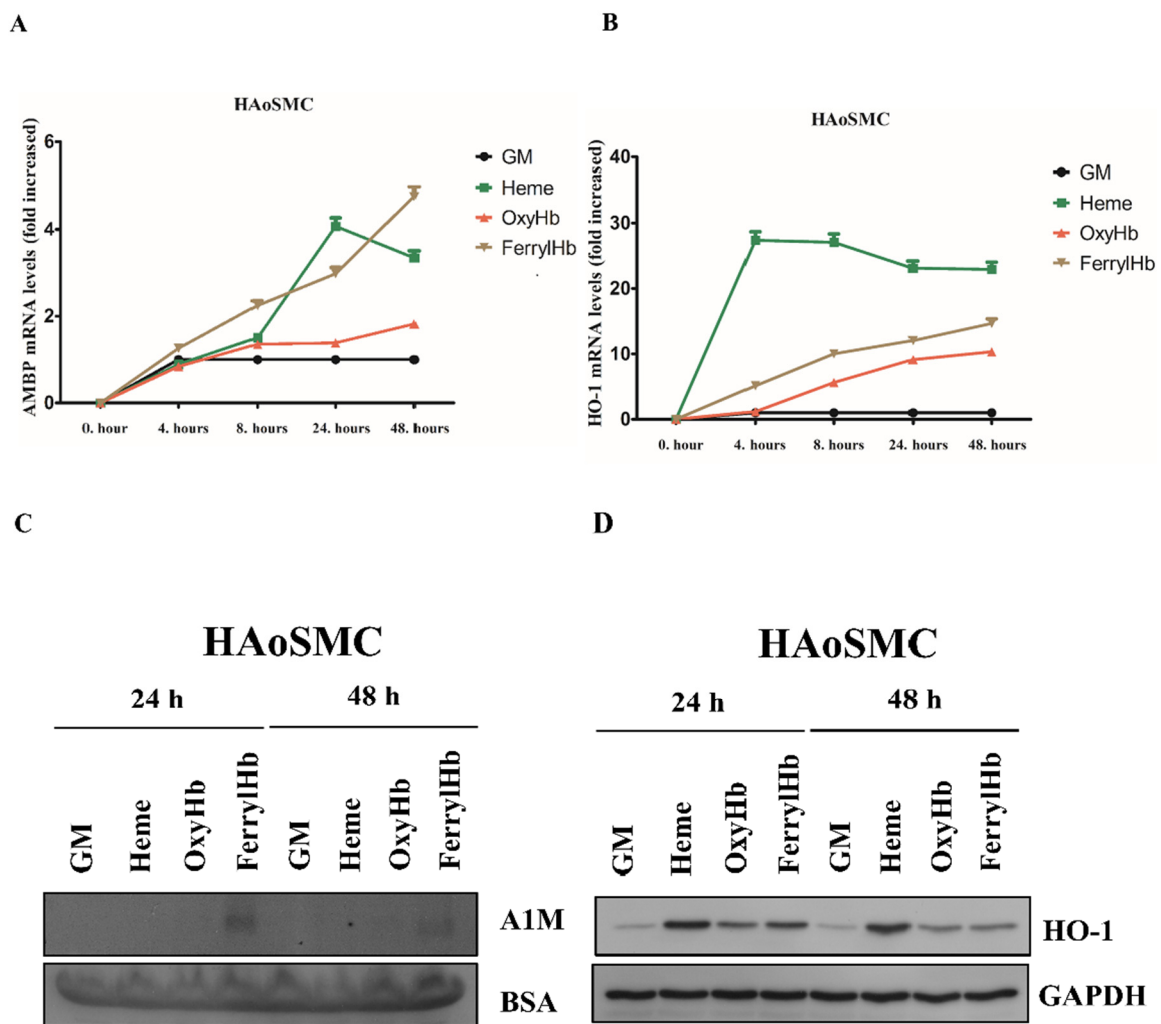 A
B
HAoSMC
AMBP mRNA levels (fold increased)
6
4
2
0
0. hour
4. hours
8. hours
24. hours
48. hours
GM
Heme
OxyHb
FerrylHb
HAoSMC
HO-1 mRNA levels (fold increased)
40
30
20
10
0
0. hour
4. hours
8. hours
24. hours
48. hours
GM
Heme
OxyHb
FerrylHb
C
D
HAoSMC
24 h
48 h
GM
Heme
OxyHb
FerrylHb
GM
Heme
OxyHb
FerrylHb
A1M
BSA
HAoSMC
24 h
48 h
GM
Heme
OxyHb
FerrylHb
GM
Heme
OxyHb
FerrylHb
HO-1
GAPDH